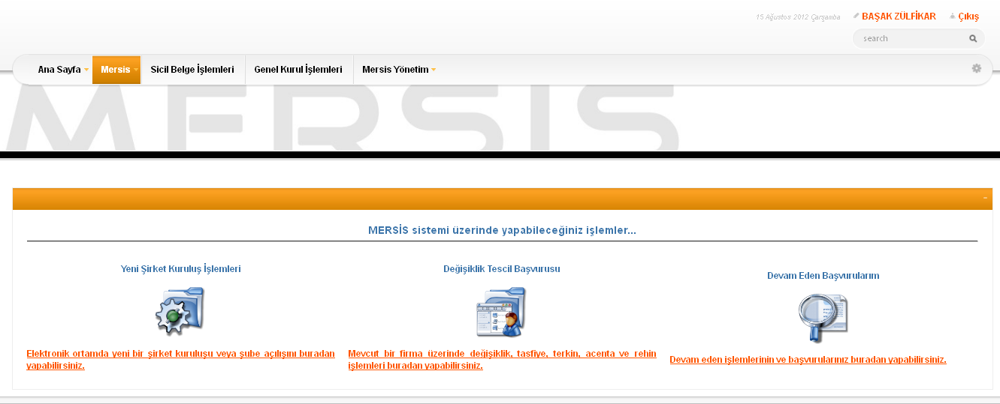 15 Ağustos 2012 Çarşamba BAŞAK ZÜLFİKAR Çıkış
search
Ana Sayfa Mersis Sicil Belge İşlemleri Genel Kurul İşlemleri Mersis Yönetim
MERSIS
MERSİS sistemi üzerinde yapabileceğiniz işlemler...
Yeni Şirket Kuruluş İşlemleri
Elektronik ortamda yeni bir şirket kuruluşu veya şube açılışını buradan
yapabilirsiniz.
Değişiklik Tescil Başvurusu
Mevcut bir firma üzerinde değişiklik, tasfiye, terkin, acenta ve rehin
işlemleri buradan yapabilirsiniz.
Devam Eden Başvurularım
Devam eden işlemlerinin ve başvurularınız buradan yapabilirsiniz.